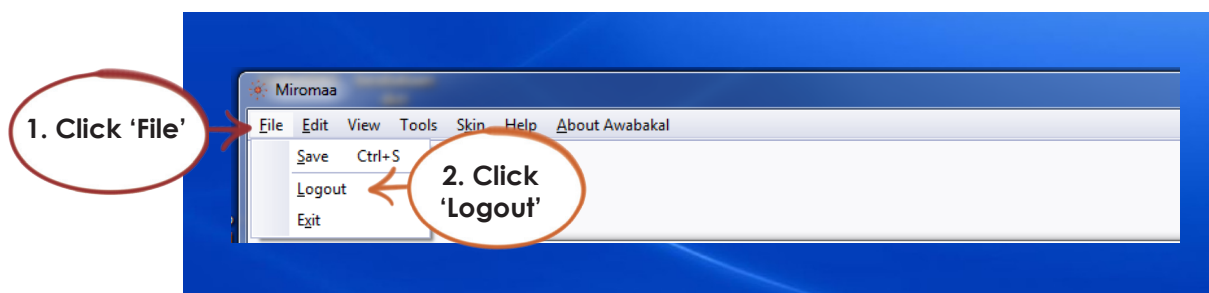 Miromaa
1. Click ‘File’
File Edit View Tools Skin Help About Awabakal
Save Ctrl+S
2. Click
‘Logout’
Logout
Exit